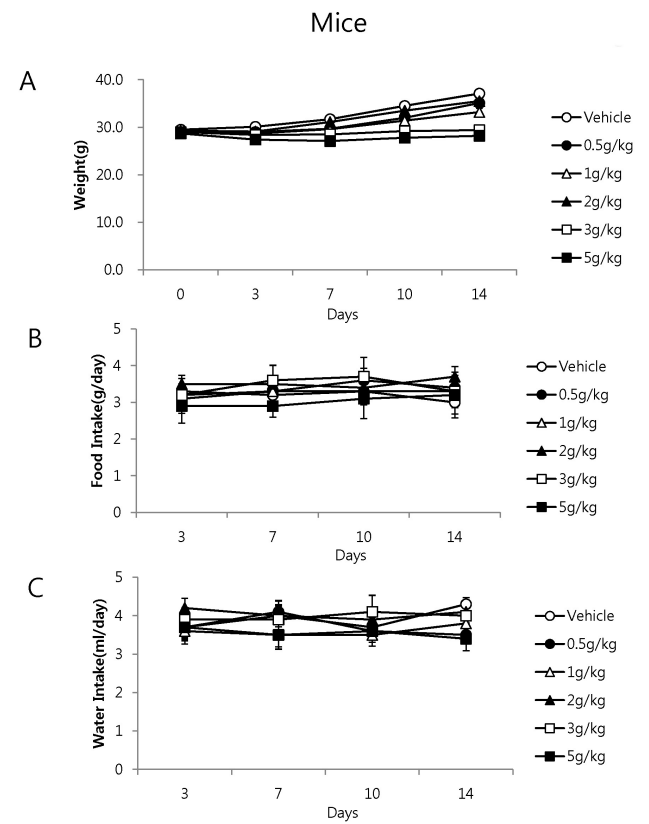 Mice
A
40.0
30.0
20.0
10.0
0.0
Weight(g)
0 3 7 10 14
Days
Vehicle
0.5g/kg
1g/kg
2g/kg
3g/kg
5g/kg
B
5
4
3
2
1
0
Food Intake(g/day)
3 7 10 14
Days
Vehicle
0.5g/kg
1g/kg
2g/kg
3g/kg
5g/kg
C
5
4
3
2
1
0
Water Intake(ml/day)
3 7 10 14
Days
Vehicle
0.5g/kg
1g/kg
2g/kg
3g/kg
5g/kg